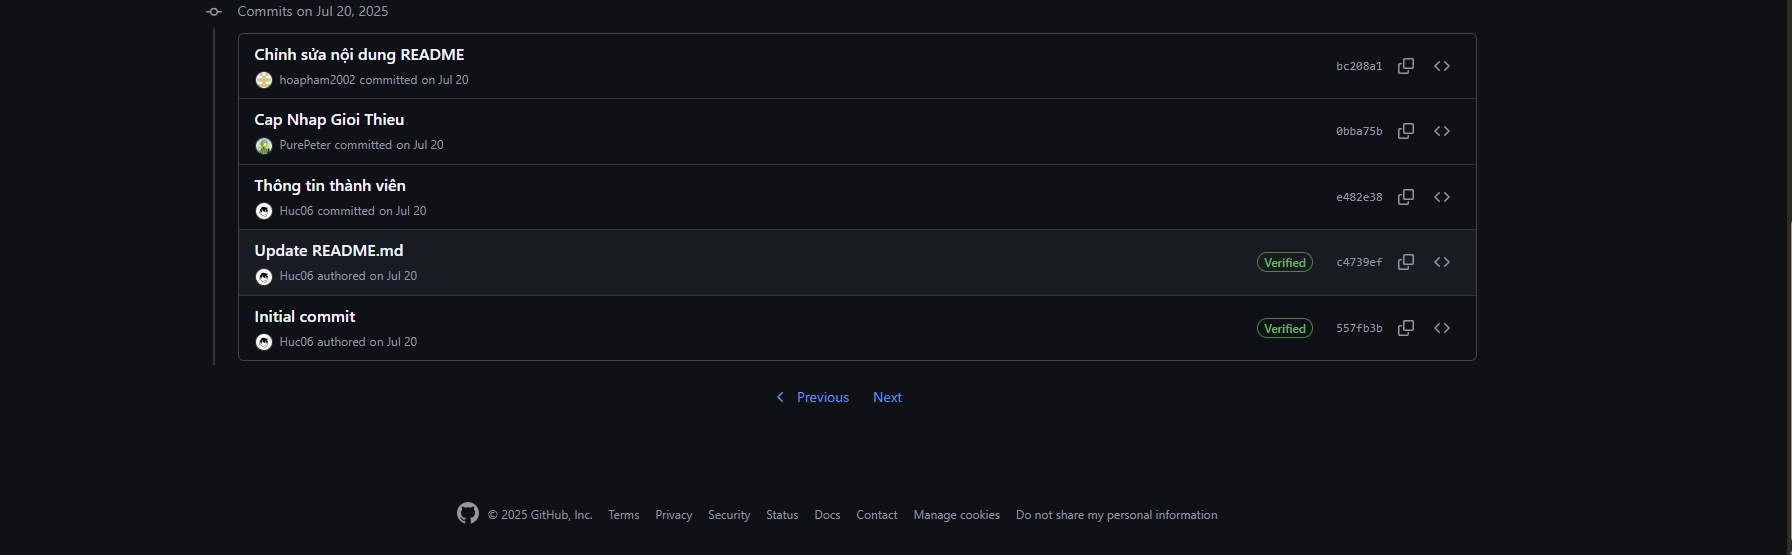 Commits on Jul 20, 2025
Chỉnh sửa nội dung README
hoapham2002 committed on Jul 20
bc208a1
Cap Nhap Gioi Thieu
PurePeter committed on Jul 20
0bba75b
Thông tin thành viên
Huc06 committed on Jul 20
e482e38
Update README.md
Huc06 authored on Jul 20
Verified c4739ef
Initial commit
Huc06 authored on Jul 20
Verified 557fb3b
Previous Next
© 2025 GitHub, Inc. Terms Privacy Security Status Docs Contact Manage cookies Do not share my personal information